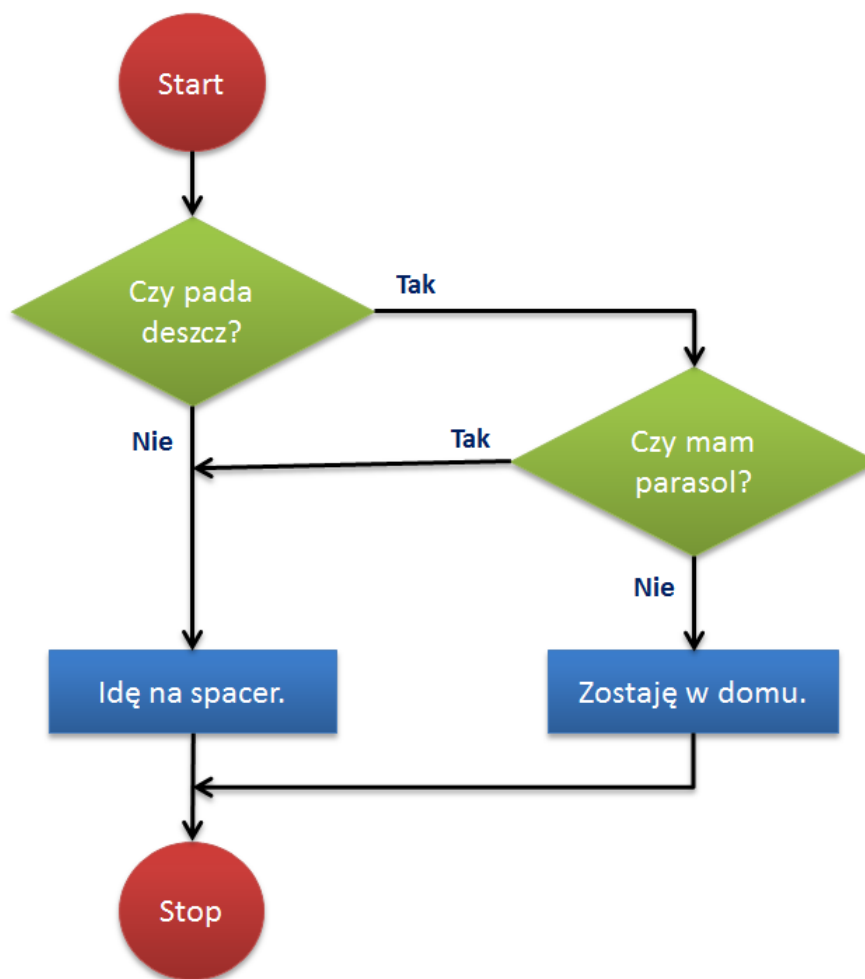 Start
Czy pada
deszcz?
Tak
Nie
Tak
Czy mam
parasol?
Nie
Idę na spacer.
Zostaję w domu.
Stop